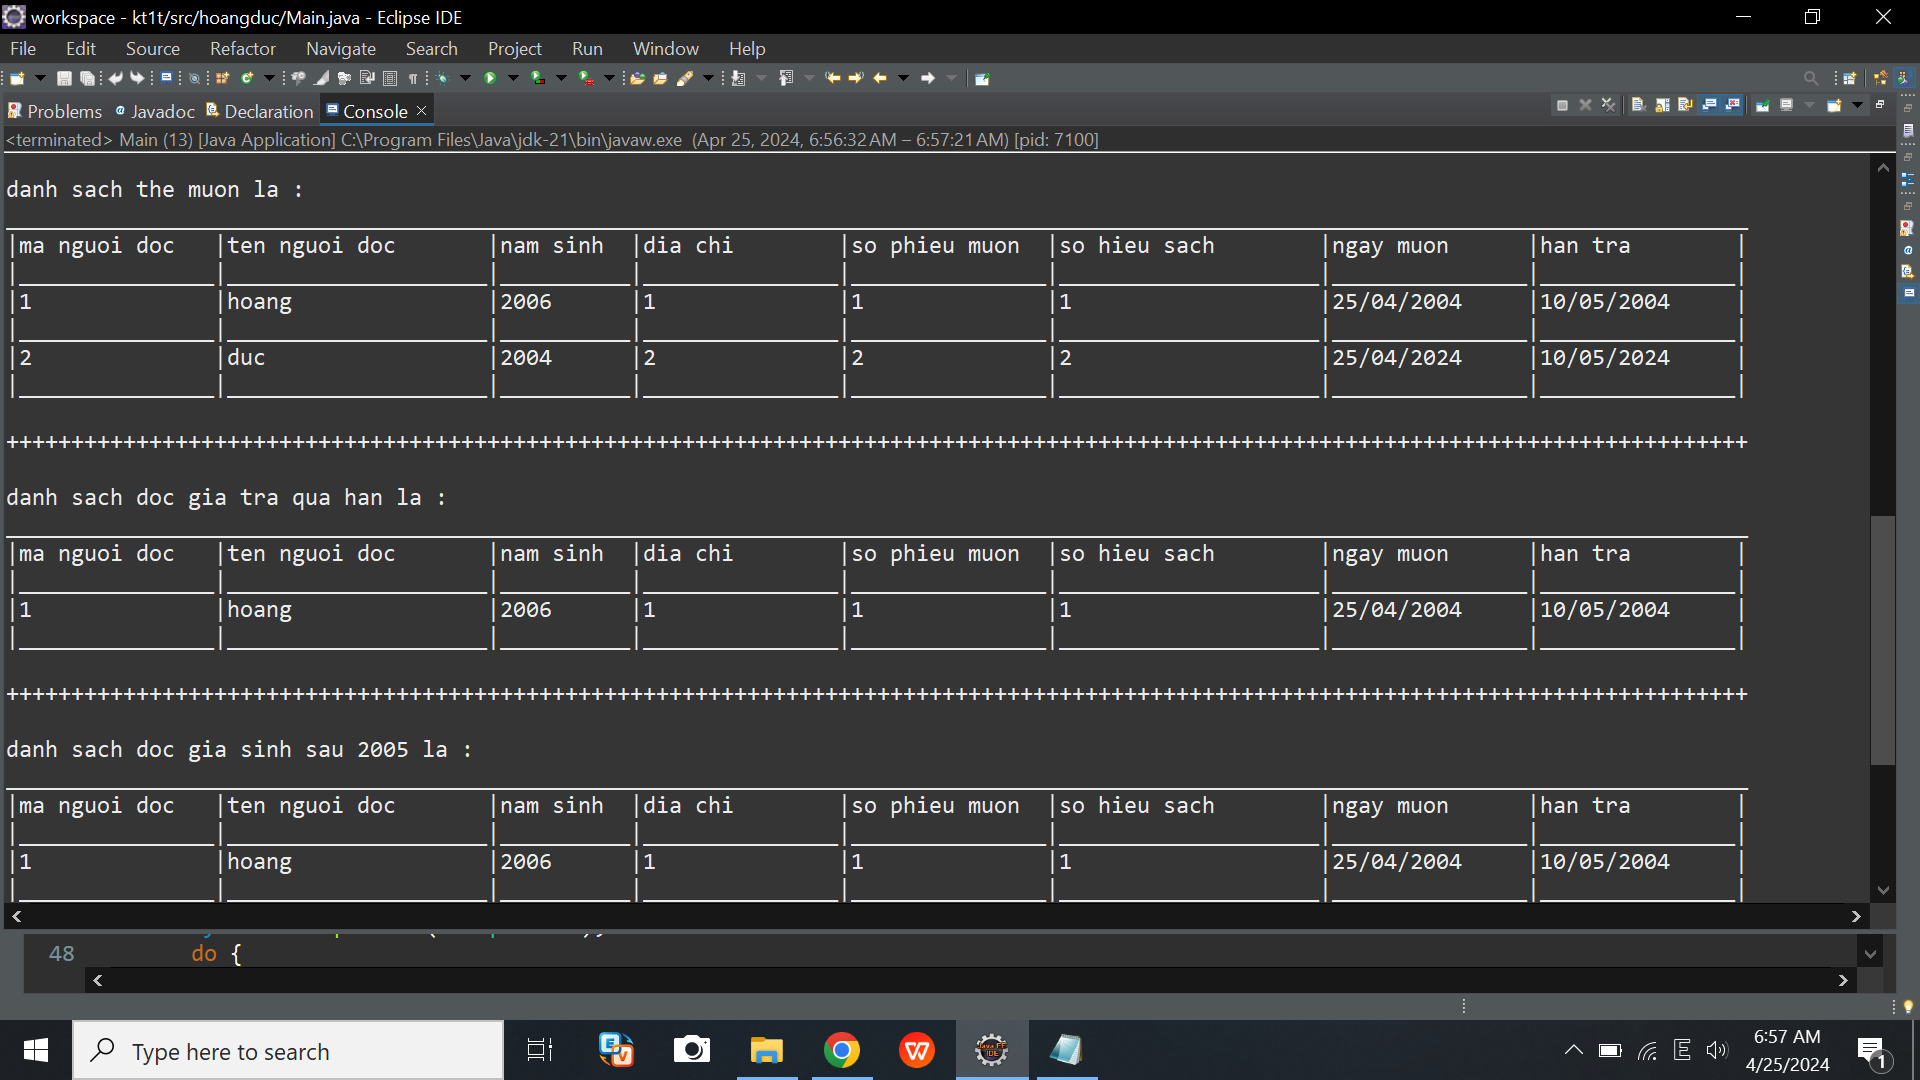 workspace - kt1t/src/hoangduc/Main.java - Eclipse IDE
File Edit Source Refactor Navigate Search Project Run Window Help
Problems Javadoc Declaration Console
<terminated> Main (13) [Java Application] C:\Program Files\Java\jdk-21\bin\javaw.exe (Apr 25, 2024, 6:56:32 AM – 6:57:21 AM) [pid: 7100]
danh sach the muon la :
|ma nguoi doc |ten nguoi doc |nam sinh |dia chi |so phieu muon |so hieu sach |ngay muon |han tra |
|1 |hoang |2006 |1 |1 |1 |25/04/2004 |10/05/2004 |
|2 |duc |2004 |2 |2 |2 |25/04/2024 |10/05/2024 |
++++++++++++++++++++++++++++++++++++++++++++++++++++++++++++++++++++++++++++++++++++++++++++++++++++++++++++++++++++++++++++++++++++++
danh sach doc gia tra qua han la :
|ma nguoi doc |ten nguoi doc |nam sinh |dia chi |so phieu muon |so hieu sach |ngay muon |han tra |
|1 |hoang |2006 |1 |1 |1 |25/04/2004 |10/05/2004 |
++++++++++++++++++++++++++++++++++++++++++++++++++++++++++++++++++++++++++++++++++++++++++++++++++++++++++++++++++++++++++++++++++++++
danh sach doc gia sinh sau 2005 la :
|ma nguoi doc |ten nguoi doc |nam sinh |dia chi |so phieu muon |so hieu sach |ngay muon |han tra |
|1 |hoang |2006 |1 |1 |1 |25/04/2004 |10/05/2004 |
48 do {
Type here to search
6:57 AM
4/25/2024
1